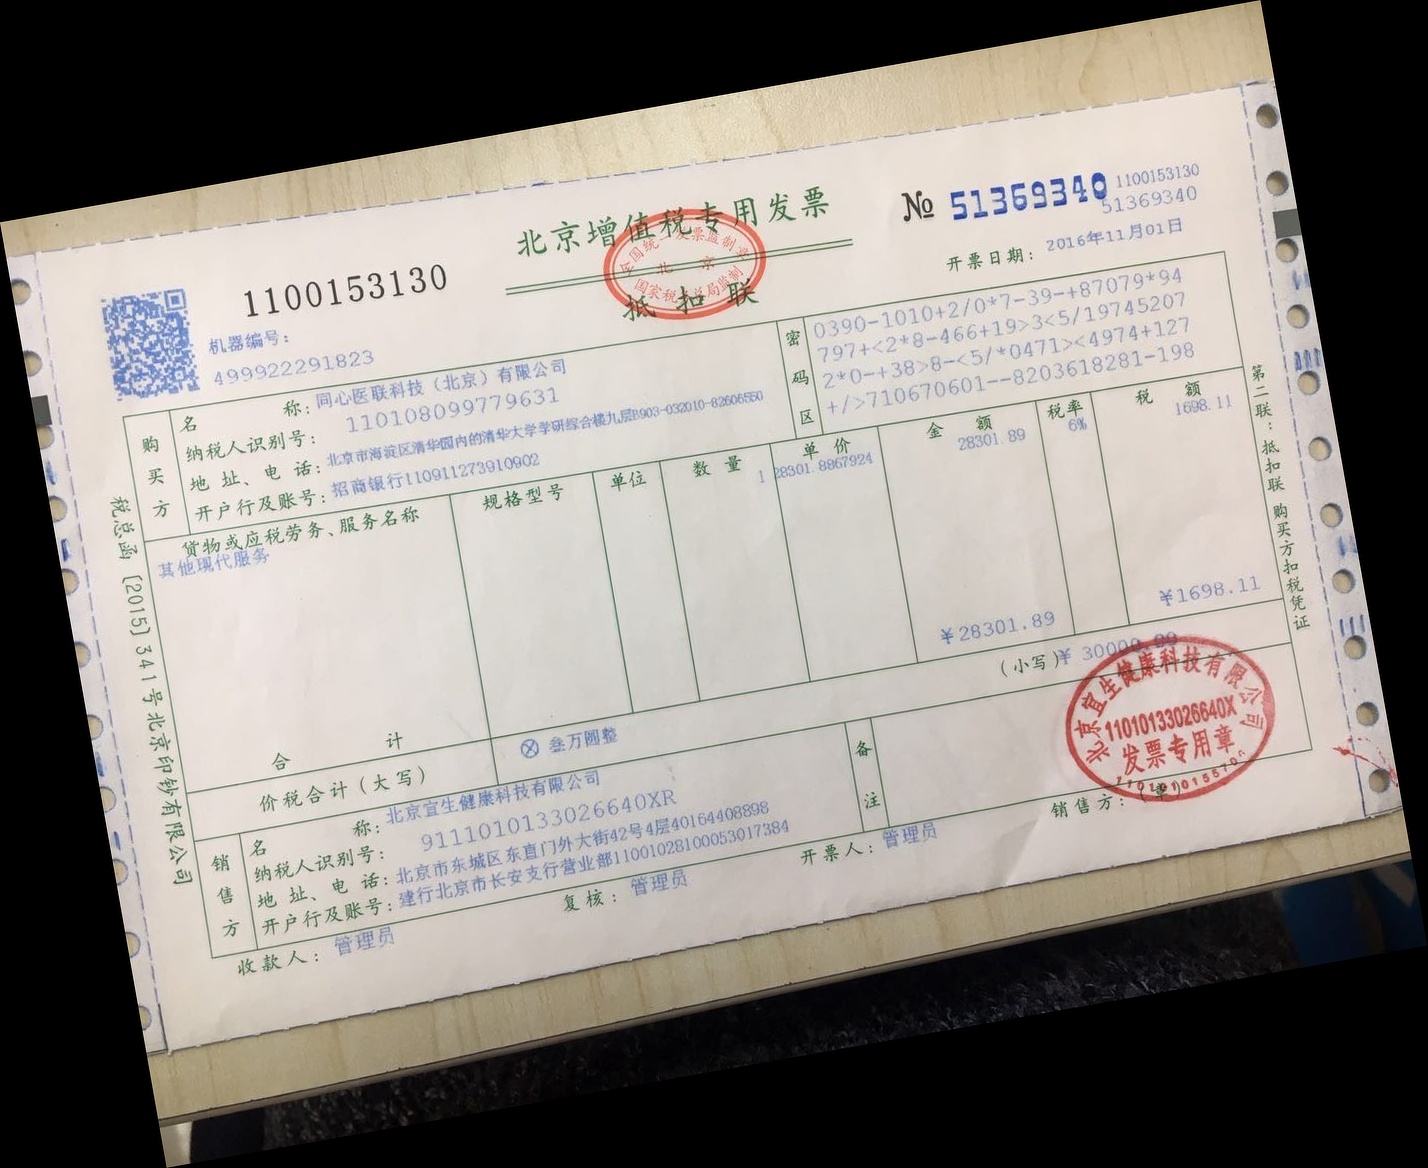 北京增值税专用发票
全国统一发票监制章
北京
国家税务总局监制
抵扣联
1100153130
№ 51369340
1100153130
51369340
开票日期: 2016年11月01日
机器编号:
499922291823
购买方
名称: 同心医联科技（北京）有限公司
纳税人识别号: 110108099779631
地址、电话: 北京市海淀区清华园内的清华大学学研综合楼九层B903-032010-82606550
开户行及账号: 招商银行110911273910902
密码区
0390-1010+2/0*7-39-+87079*94
797+<2*8-466+19>3<5/19745207
2*0-+38>8-<5/*0471><4974+127
+/>710670601--8203618281-198
货物或应税劳务、服务名称 规格型号 单位 数量 单价 金额 税率 税额
其他现代服务 1 28301.8867924 28301.89 6% 1698.11
合计 ¥28301.89 ¥1698.11
价税合计（大写） ⊗ 叁万圆整 （小写）¥ 30000.
销售方
名称: 北京宜生健康科技有限公司
纳税人识别号: 91110101330266​40XR
地址、电话: 北京市东城区东直门外大街42号4层40164408898
开户行及账号: 建行北京市长安支行营业部11001028100053017384
备注
北京宜生健康科技有限公司
11010133026640X
发票专用章
收款人: 管理员
复核: 管理员
开票人: 管理员
销售方:（章）
税总函〔2015〕341号北京印钞有限公司
第二联：抵扣联 购买方扣税凭证